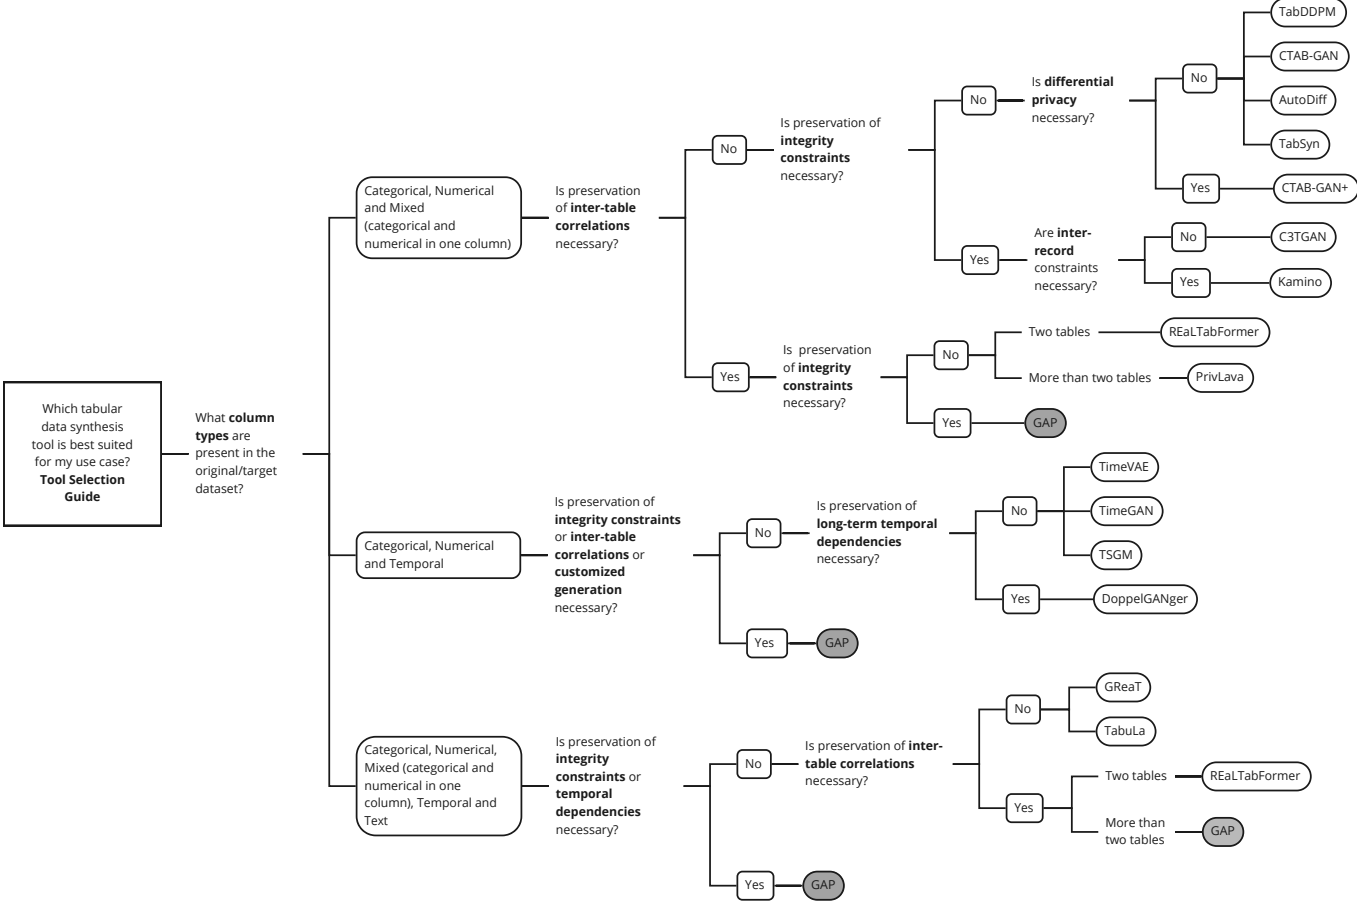 Which tabular
data synthesis
tool is best suited
for my use case?
Tool Selection
Guide
What column
types are
present in the
original/target
dataset?
Categorical, Numerical
and Mixed
(categorical and
numerical in one column)
Is preservation
of inter-table
correlations
necessary?
No
Is preservation of
integrity
constraints
necessary?
No
Is differential
privacy
necessary?
No
TabDDPM
CTAB-GAN
AutoDiff
TabSyn
Yes
CTAB-GAN+
Yes
Are inter-
record
constraints
necessary?
No
C3TGAN
Yes
Kamino
Yes
Is preservation
of integrity
constraints
necessary?
No
Two tables
REaLTabFormer
More than two tables
PrivLava
Yes
GAP
Categorical, Numerical
and Temporal
Is preservation of
integrity constraints
or inter-table
correlations or
customized
generation
necessary?
No
Is preservation of
long-term temporal
dependencies
necessary?
No
TimeVAE
TimeGAN
TSGM
Yes
DoppelGANger
Yes
GAP
Categorical, Numerical,
Mixed (categorical and
numerical in one
column), Temporal and
Text
Is preservation of
integrity
constraints or
temporal
dependencies
necessary?
No
Is preservation of inter-
table correlations
necessary?
No
GReaT
TabuLa
Yes
Two tables
REaLTabFormer
More than
two tables
GAP
Yes
GAP